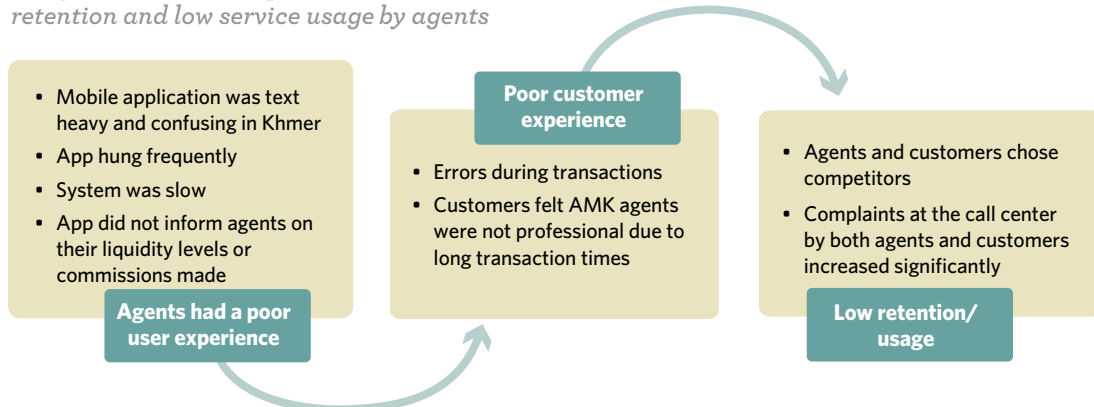 retention and low service usage by agents
• Mobile application was text
heavy and confusing in Khmer
• App hung frequently
• System was slow
• App did not inform agents on
their liquidity levels or
commissions made
Agents had a poor
user experience
Poor customer
experience
• Errors during transactions
• Customers felt AMK agents
were not professional due to
long transaction times
• Agents and customers chose
competitors
• Complaints at the call center
by both agents and customers
increased significantly
Low retention/
usage